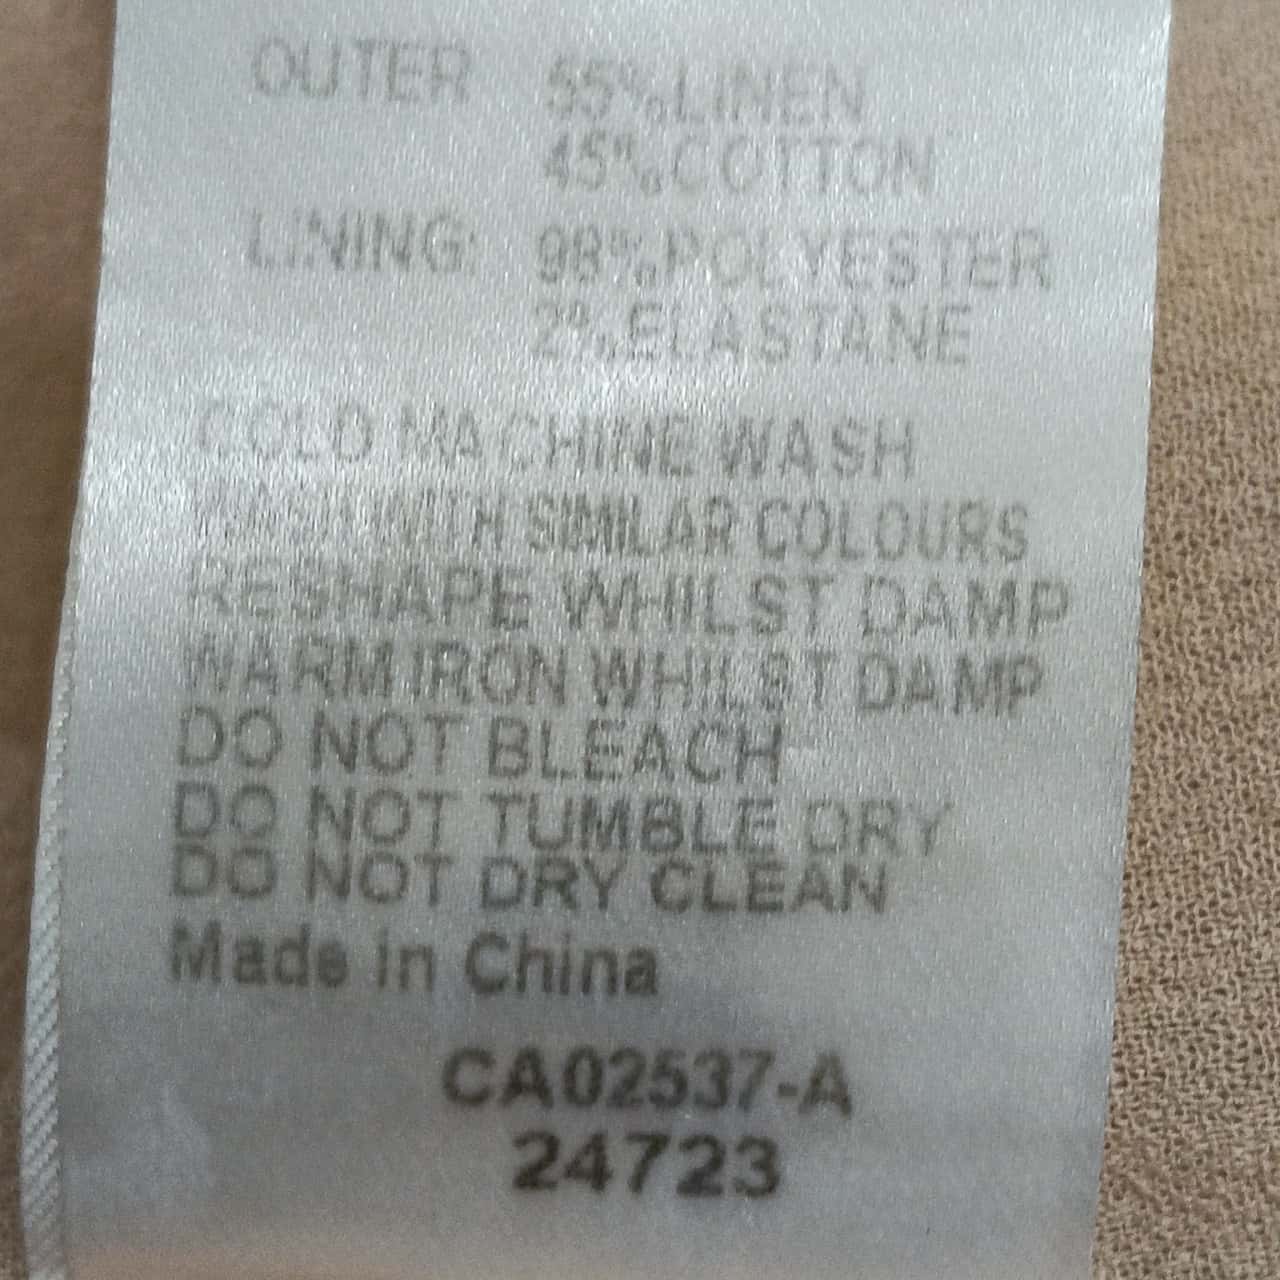 OUTER 55%LINEN
45%COTTON
LINING: 98%POLYESTER
2%ELASTANE
COLD MACHINE WASH
WASH WITH SIMILAR COLOURS
RESHAPE WHILST DAMP
WARM IRON WHILST DAMP
DO NOT BLEACH
DO NOT TUMBLE DRY
DO NOT DRY CLEAN
Made in China
CA02537-A
24723